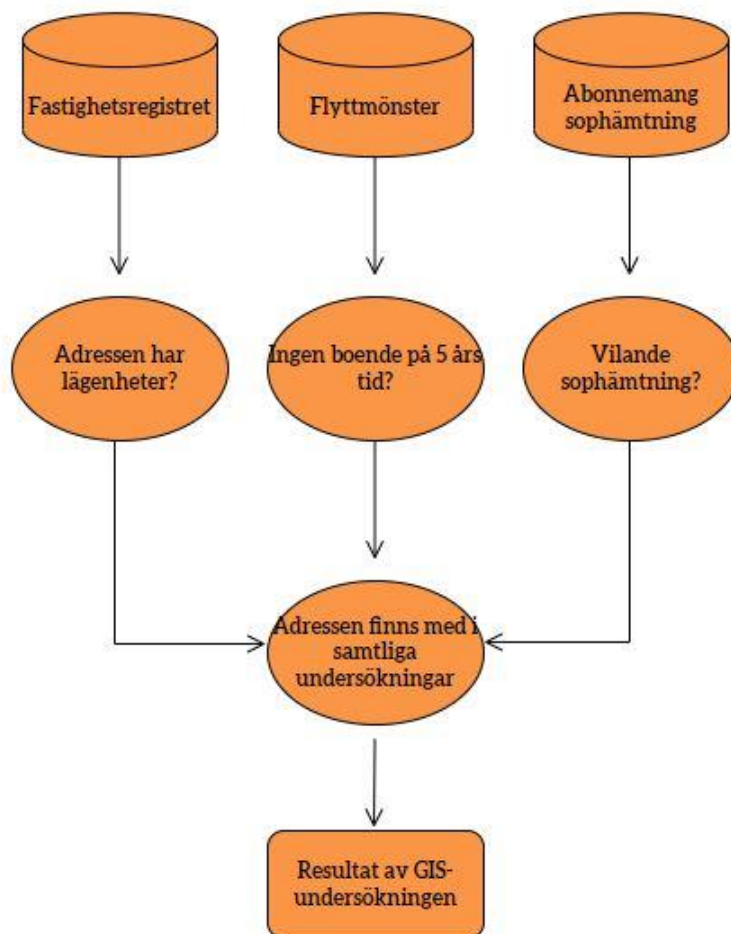 Fastighetsregistret
Flyttmönster
Abonnemang
sophämtning
Adressen har
lägenheter?
Ingen boende på 5 års
tid?
Vilande
sophämtning?
Adressen finns med i
samtliga
undersökningar
Resultat av GIS-
undersökningen